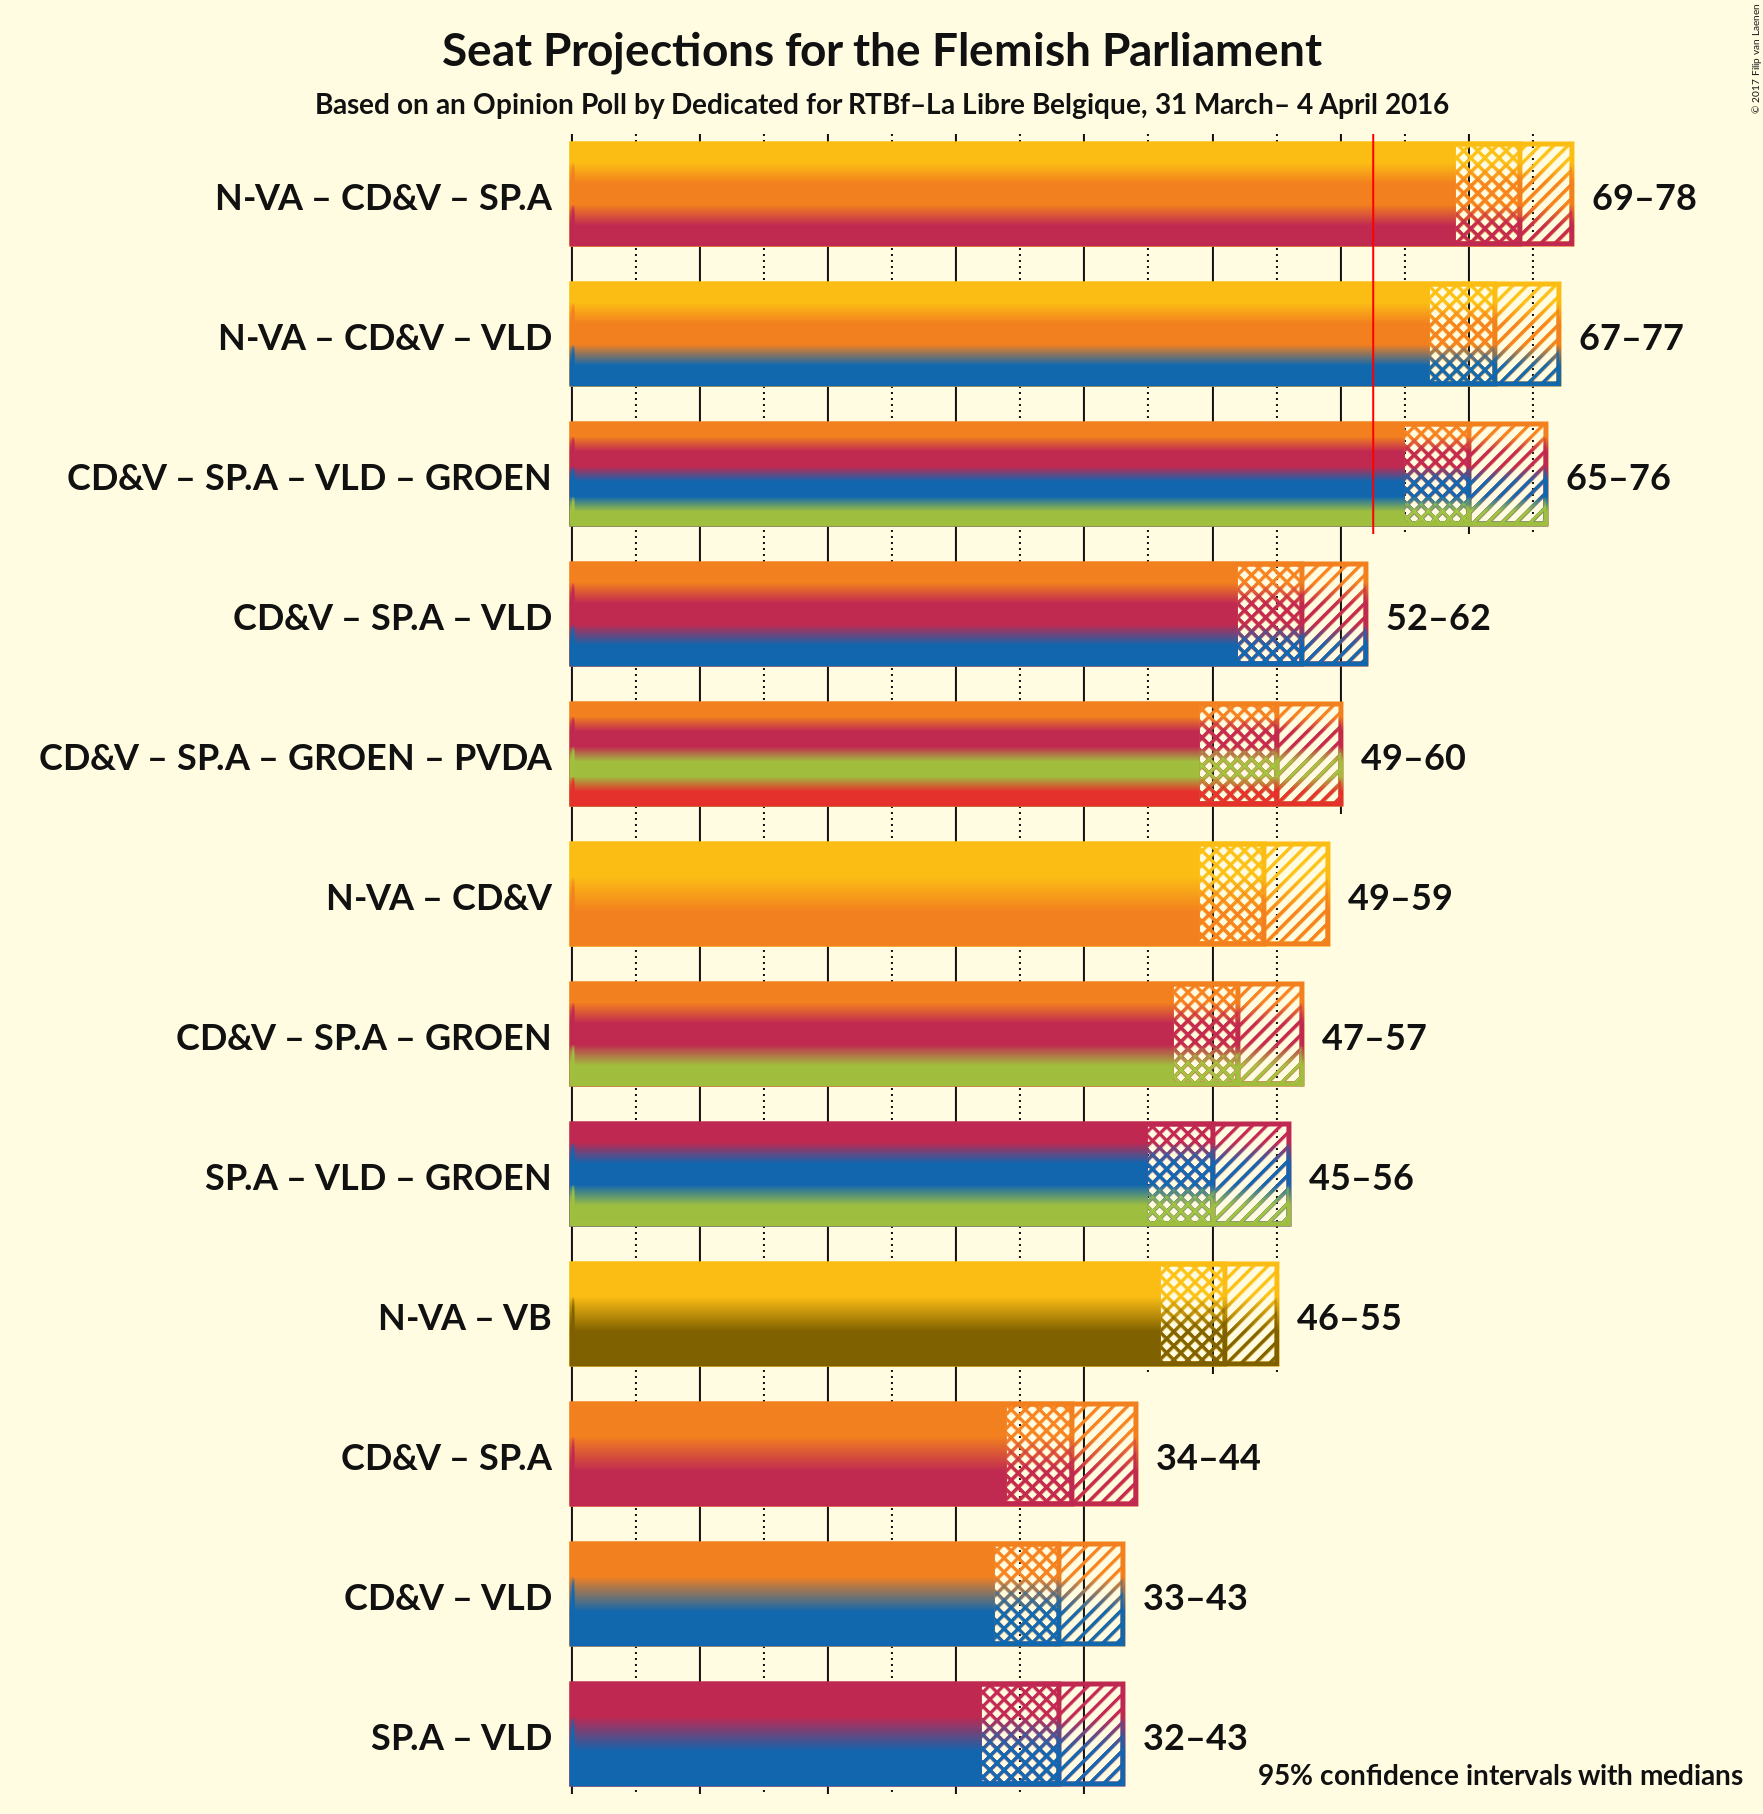 Seat Projections for the Flemish Parliament
Based on an Opinion Poll by Dedicated for RTBf–La Libre Belgique, 31 March– 4 April 2016
© 2017 Filip van Laenen
N-VA – CD&V – SP.A 69–78
N-VA – CD&V – VLD 67–77
CD&V – SP.A – VLD – GROEN 65–76
CD&V – SP.A – VLD 52–62
CD&V – SP.A – GROEN – PVDA 49–60
N-VA – CD&V 49–59
CD&V – SP.A – GROEN 47–57
SP.A – VLD – GROEN 45–56
N-VA – VB 46–55
CD&V – SP.A 34–44
CD&V – VLD 33–43
SP.A – VLD 32–43
95% confidence intervals with medians